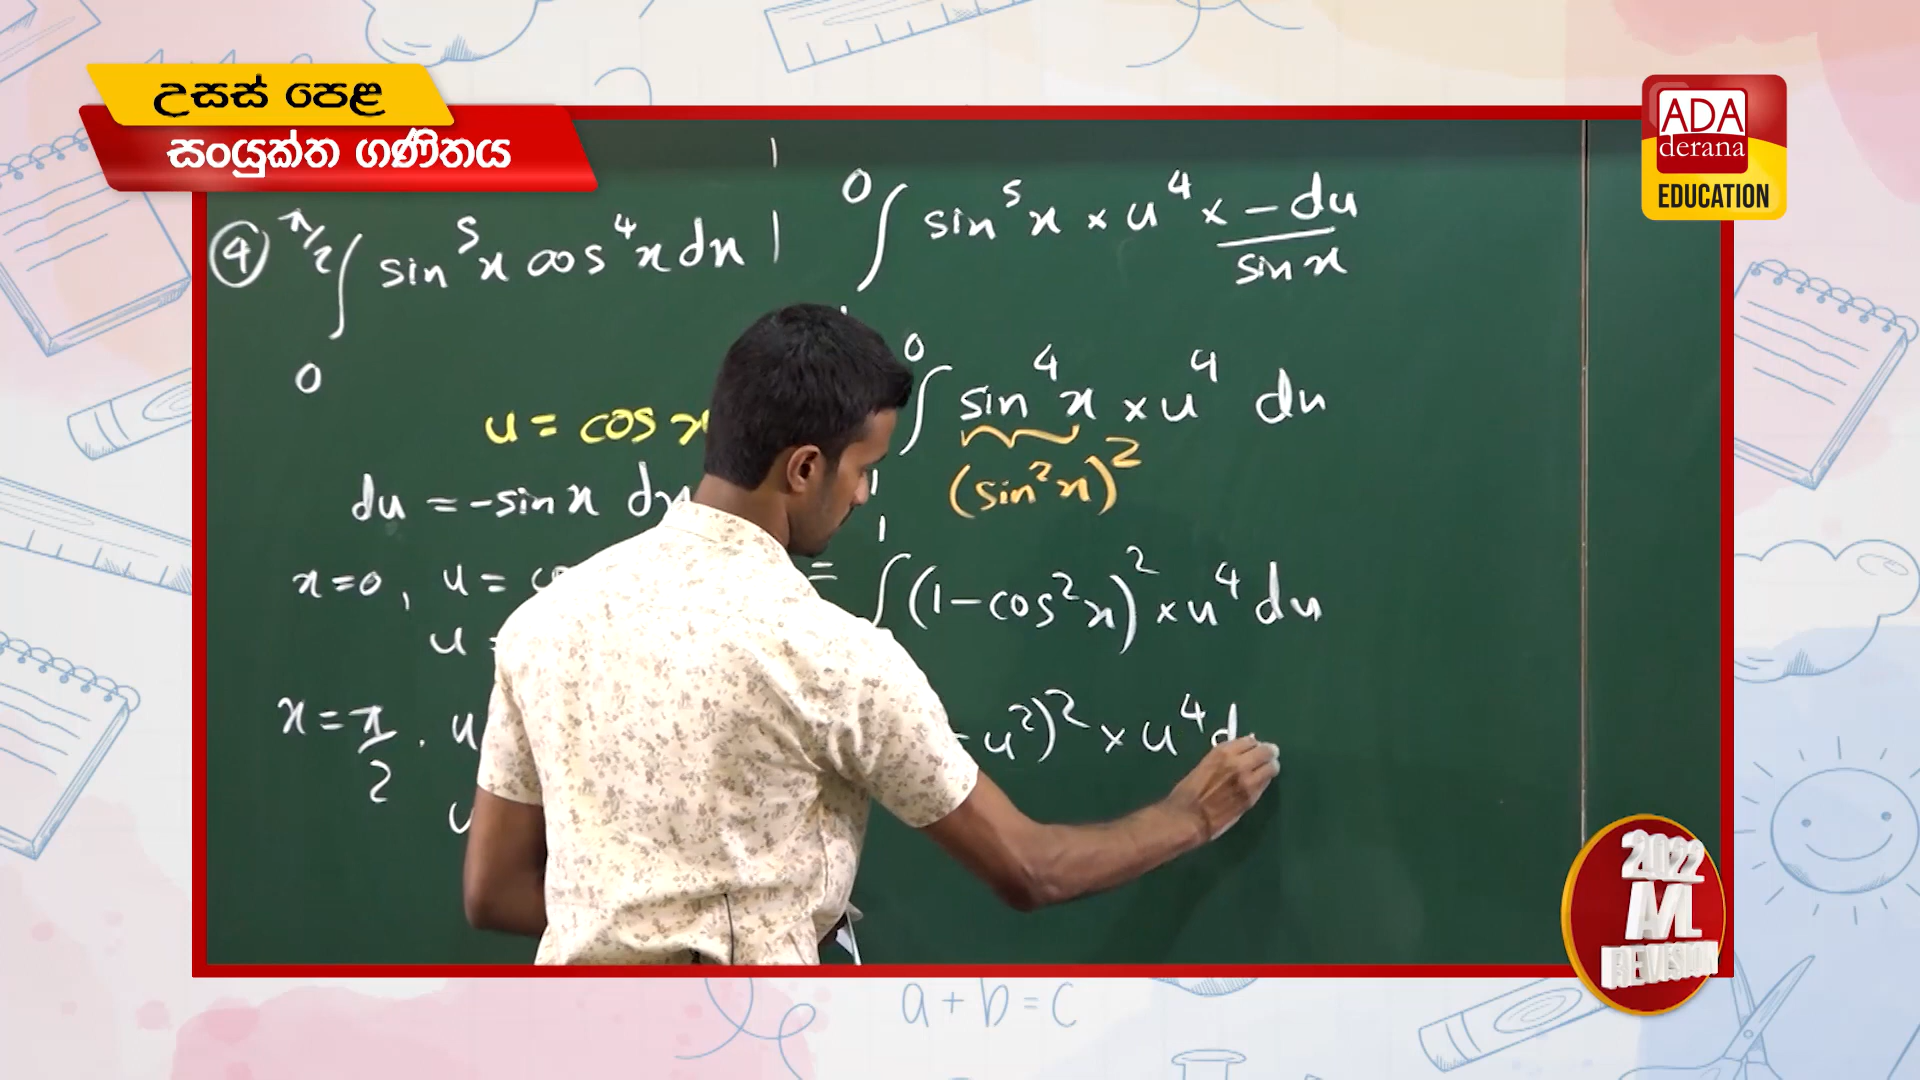 උසස් පෙළ
සංයුක්ත ගණිතය
ADA
derana
EDUCATION
④ π/2 ∫ 0 sin⁵x cos⁴x dx
u = cos x
du = -sin x dx
x=0, u =
u =
x = π/2 . u
0 ∫ sin⁵x × u⁴ × -du/sin x
0 ∫ 1 sin⁴x × u⁴ du
(sin²x)²
= 1 ∫ (1-cos²x)² × u⁴ du
- u²)² × u⁴ d
2022
A/L
REVISION
a+b=c